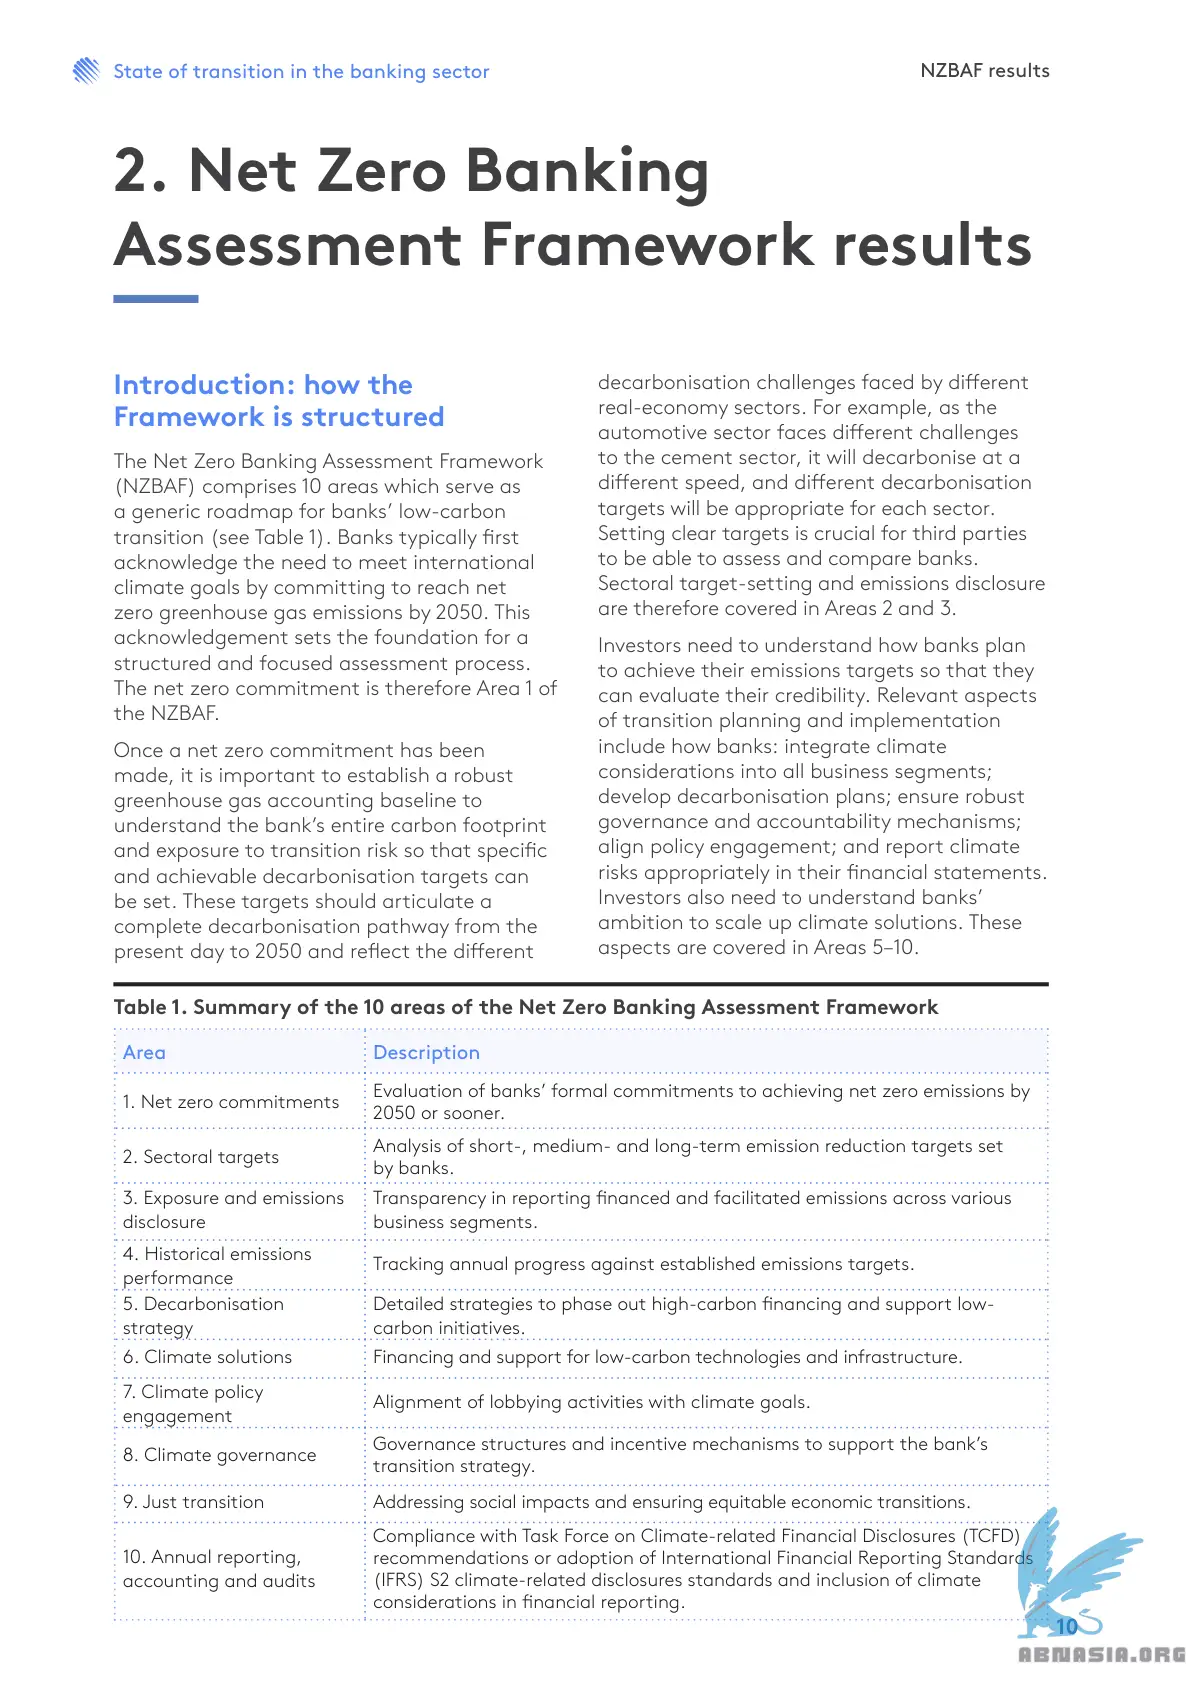 State of transition in the banking sector
NZBAF results
2. Net Zero Banking
Assessment Framework results
Introduction: how the
Framework is structured
The Net Zero Banking Assessment Framework
(NZBAF) comprises 10 areas which serve as
a generic roadmap for banks’ low-carbon
transition (see Table 1). Banks typically first
acknowledge the need to meet international
climate goals by committing to reach net
zero greenhouse gas emissions by 2050. This
acknowledgement sets the foundation for a
structured and focused assessment process.
The net zero commitment is therefore Area 1 of
the NZBAF.
Once a net zero commitment has been
made, it is important to establish a robust
greenhouse gas accounting baseline to
understand the bank’s entire carbon footprint
and exposure to transition risk so that specific
and achievable decarbonisation targets can
be set. These targets should articulate a
complete decarbonisation pathway from the
present day to 2050 and reflect the different
decarbonisation challenges faced by different
real-economy sectors. For example, as the
automotive sector faces different challenges
to the cement sector, it will decarbonise at a
different speed, and different decarbonisation
targets will be appropriate for each sector.
Setting clear targets is crucial for third parties
to be able to assess and compare banks.
Sectoral target-setting and emissions disclosure
are therefore covered in Areas 2 and 3.
Investors need to understand how banks plan
to achieve their emissions targets so that they
can evaluate their credibility. Relevant aspects
of transition planning and implementation
include how banks: integrate climate
considerations into all business segments;
develop decarbonisation plans; ensure robust
governance and accountability mechanisms;
align policy engagement; and report climate
risks appropriately in their financial statements.
Investors also need to understand banks’
ambition to scale up climate solutions. These
aspects are covered in Areas 5–10.
Table 1. Summary of the 10 areas of the Net Zero Banking Assessment Framework
Area
Description
1. Net zero commitments
Evaluation of banks’ formal commitments to achieving net zero emissions by
2050 or sooner.
2. Sectoral targets
Analysis of short-, medium- and long-term emission reduction targets set
by banks.
3. Exposure and emissions
disclosure
Transparency in reporting financed and facilitated emissions across various
business segments.
4. Historical emissions
performance
Tracking annual progress against established emissions targets.
5. Decarbonisation
strategy
Detailed strategies to phase out high-carbon financing and support low-
carbon initiatives.
6. Climate solutions
Financing and support for low-carbon technologies and infrastructure.
7. Climate policy
engagement
Alignment of lobbying activities with climate goals.
8. Climate governance
Governance structures and incentive mechanisms to support the bank’s
transition strategy.
9. Just transition
Addressing social impacts and ensuring equitable economic transitions.
10. Annual reporting,
accounting and audits
Compliance with Task Force on Climate-related Financial Disclosures (TCFD)
recommendations or adoption of International Financial Reporting Standards
(IFRS) S2 climate-related disclosures standards and inclusion of climate
considerations in financial reporting.
10
ABNASIA.ORG